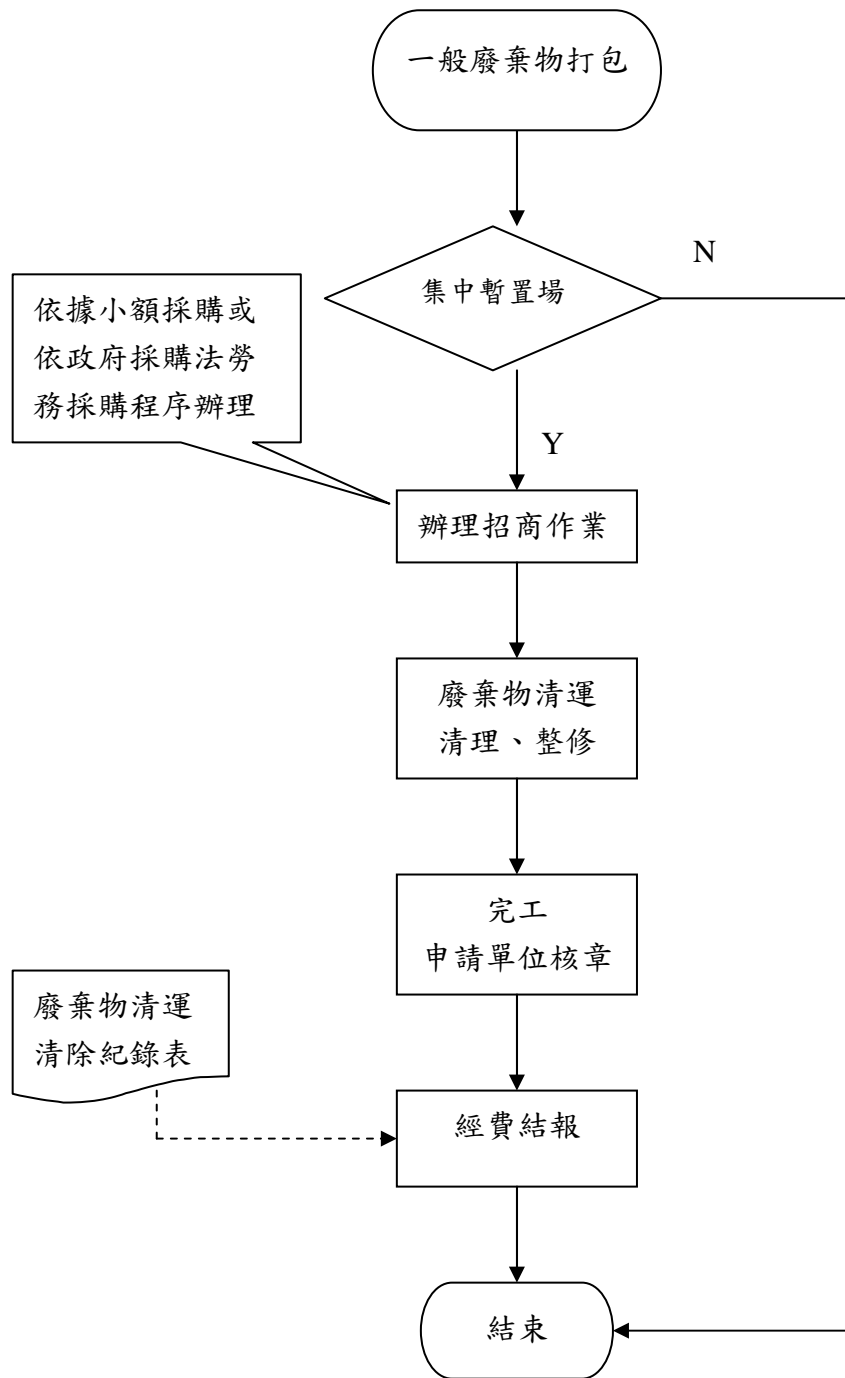 一般廢棄物打包
N
集中暫置場
依據小額採購或
依政府採購法勞
務採購程序辦理
Y
辦理招商作業
廢棄物清運
清理、整修
完工
申請單位核章
廢棄物清運
清除紀錄表
經費結報
結束